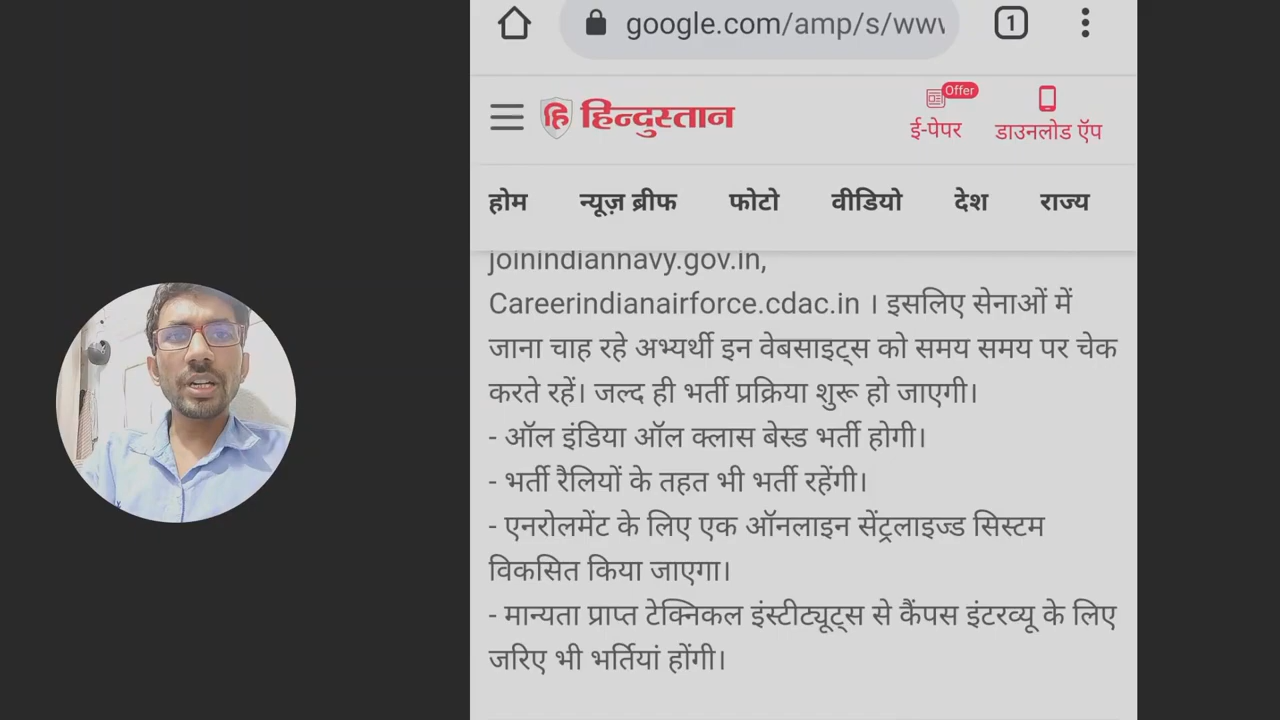 google.com/amp/s/www
1
हि हिन्दुस्तान
Offer
ई-पेपर
डाउनलोड ऍप
होम न्यूज़ ब्रीफ फोटो वीडियो देश राज्य
joinindiannavy.gov.in,
Careerindianairforce.cdac.in । इसलिए सेनाओं में
जाना चाह रहे अभ्यर्थी इन वेबसाइट्स को समय समय पर चेक
करते रहें। जल्द ही भर्ती प्रक्रिया शुरू हो जाएगी।
- ऑल इंडिया ऑल क्लास बेस्ड भर्ती होगी।
- भर्ती रैलियों के तहत भी भर्ती रहेंगी।
- एनरोलमेंट के लिए एक ऑनलाइन सेंट्रलाइज्ड सिस्टम
विकसित किया जाएगा।
- मान्यता प्राप्त टेक्निकल इंस्टीट्यूट्स से कैंपस इंटरव्यू के लिए
जरिए भी भर्तियां होंगी।